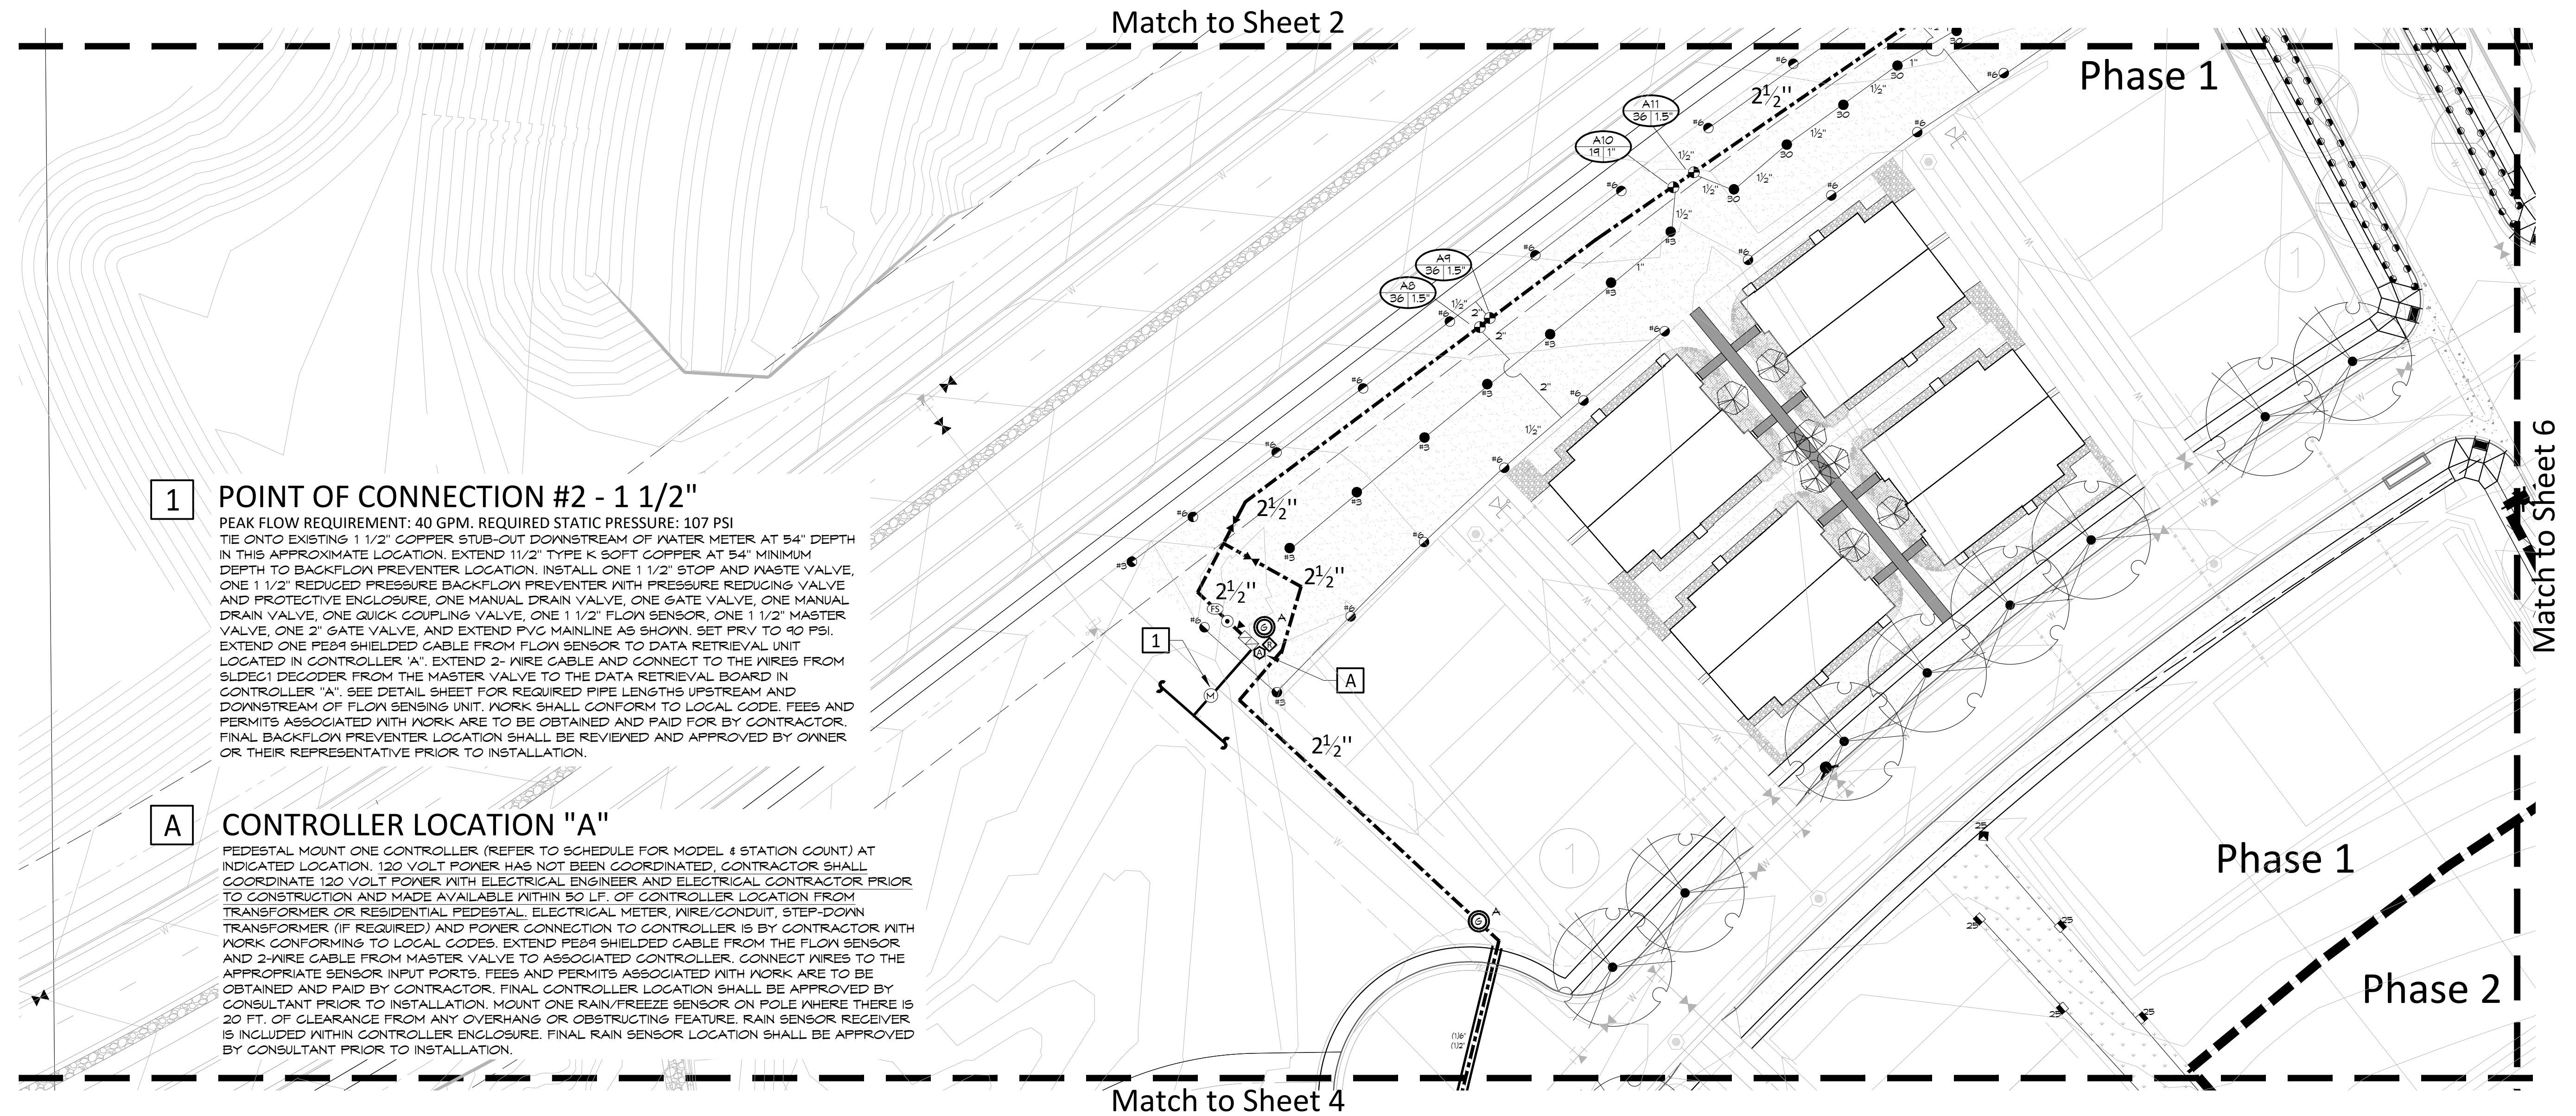 Match to Sheet 2
Phase 1
1
POINT OF CONNECTION #2 - 1 1/2"
PEAK FLOW REQUIREMENT: 40 GPM. REQUIRED STATIC PRESSURE: 107 PSI
TIE ONTO EXISTING 1 1/2" COPPER STUB-OUT DOWNSTREAM OF WATER METER AT 54" DEPTH
IN THIS APPROXIMATE LOCATION. EXTEND 11/2" TYPE K SOFT COPPER AT 54" MINIMUM
DEPTH TO BACKFLOW PREVENTER LOCATION. INSTALL ONE 1 1/2" STOP AND WASTE VALVE,
ONE 1 1/2" REDUCED PRESSURE BACKFLOW PREVENTER WITH PRESSURE REDUCING VALVE
AND PROTECTIVE ENCLOSURE, ONE MANUAL DRAIN VALVE, ONE GATE VALVE, ONE MANUAL
DRAIN VALVE, ONE QUICK COUPLING VALVE, ONE 1 1/2" FLOW SENSOR, ONE 1 1/2" MASTER
VALVE, ONE 2" GATE VALVE, AND EXTEND PVC MAINLINE AS SHOWN. SET PRV TO 90 PSI.
EXTEND ONE PE89 SHIELDED CABLE FROM FLOW SENSOR TO DATA RETRIEVAL UNIT
LOCATED IN CONTROLLER 'A". EXTEND 2- WIRE CABLE AND CONNECT TO THE WIRES FROM
SLDEC1 DECODER FROM THE MASTER VALVE TO THE DATA RETRIEVAL BOARD IN
CONTROLLER "A". SEE DETAIL SHEET FOR REQUIRED PIPE LENGTHS UPSTREAM AND
DOWNSTREAM OF FLOW SENSING UNIT. WORK SHALL CONFORM TO LOCAL CODE. FEES AND
PERMITS ASSOCIATED WITH WORK ARE TO BE OBTAINED AND PAID FOR BY CONTRACTOR.
FINAL BACKFLOW PREVENTER LOCATION SHALL BE REVIEWED AND APPROVED BY OWNER
OR THEIR REPRESENTATIVE PRIOR TO INSTALLATION.
A
CONTROLLER LOCATION "A"
PEDESTAL MOUNT ONE CONTROLLER (REFER TO SCHEDULE FOR MODEL & STATION COUNT) AT
INDICATED LOCATION. 120 VOLT POWER HAS NOT BEEN COORDINATED, CONTRACTOR SHALL
COORDINATE 120 VOLT POWER WITH ELECTRICAL ENGINEER AND ELECTRICAL CONTRACTOR PRIOR
TO CONSTRUCTION AND MADE AVAILABLE WITHIN 50 LF. OF CONTROLLER LOCATION FROM
TRANSFORMER OR RESIDENTIAL PEDESTAL. ELECTRICAL METER, WIRE/CONDUIT, STEP-DOWN
TRANSFORMER (IF REQUIRED) AND POWER CONNECTION TO CONTROLLER IS BY CONTRACTOR WITH
WORK CONFORMING TO LOCAL CODES. EXTEND PE89 SHIELDED CABLE FROM THE FLOW SENSOR
AND 2-WIRE CABLE FROM MASTER VALVE TO ASSOCIATED CONTROLLER. CONNECT WIRES TO THE
APPROPRIATE SENSOR INPUT PORTS. FEES AND PERMITS ASSOCIATED WITH WORK ARE TO BE
OBTAINED AND PAID BY CONTRACTOR. FINAL CONTROLLER LOCATION SHALL BE APPROVED BY
CONSULTANT PRIOR TO INSTALLATION. MOUNT ONE RAIN/FREEZE SENSOR ON POLE WHERE THERE IS
20 FT. OF CLEARANCE FROM ANY OVERHANG OR OBSTRUCTING FEATURE. RAIN SENSOR RECEIVER
IS INCLUDED WITHIN CONTROLLER ENCLOSURE. FINAL RAIN SENSOR LOCATION SHALL BE APPROVED
BY CONSULTANT PRIOR TO INSTALLATION.
A11
36 1.5"
A10
19 1"
A9
36 1.5"
A8
36 1.5"
2½"
2½"
2½"
2½"
2½"
FS
G
A
M
1
A
G
A
(1)6"
(1)2"
1
1
25
25
25
25
25
Phase 1
Phase 2
Match to Sheet 6
Match to Sheet 4